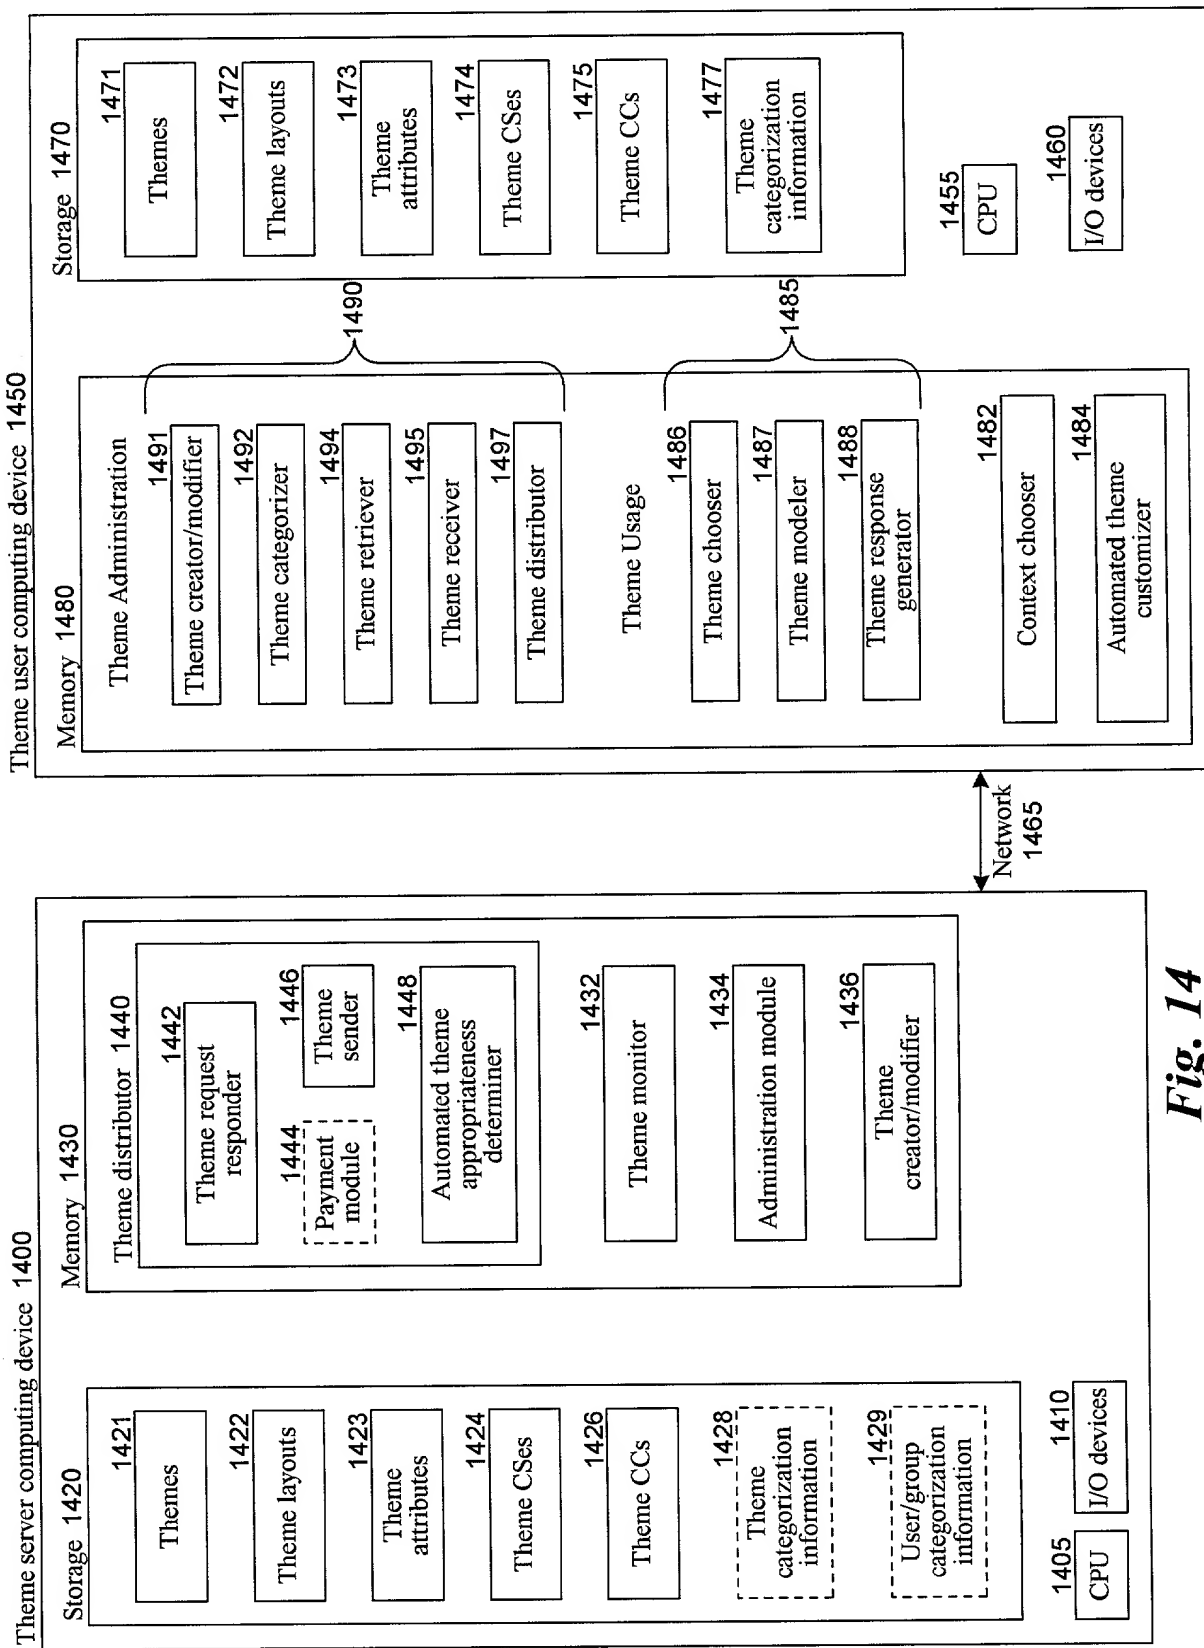 Theme server computing device 1400
Storage 1420
1421
Themes
1422
Theme layouts
1423
Theme
attributes
1424
Theme CSes
1426
Theme CCs
1428
Theme
categorization
information
1429
User/group
categorization
information
1405
CPU
1410
I/O devices
Memory 1430
Theme distributor 1440
1442
Theme request
responder
1444
Payment
module
1446
Theme
sender
1448
Automated theme
appropriateness
determiner
1432
Theme monitor
1434
Administration module
1436
Theme
creator/modifier
Network
1465
Theme user computing device 1450
Memory 1480
Theme Administration
1491
Theme creator/modifier
1492
Theme categorizer
1494
Theme retriever
1495
Theme receiver
1497
Theme distributor
1490
Theme Usage
1486
Theme chooser
1487
Theme modeler
1488
Theme response
generator
1485
1482
Context chooser
1484
Automated theme
customizer
Storage 1470
1471
Themes
1472
Theme layouts
1473
Theme
attributes
1474
Theme CSes
1475
Theme CCs
1477
Theme
categorization
information
1455
CPU
1460
I/O devices
Fig. 14